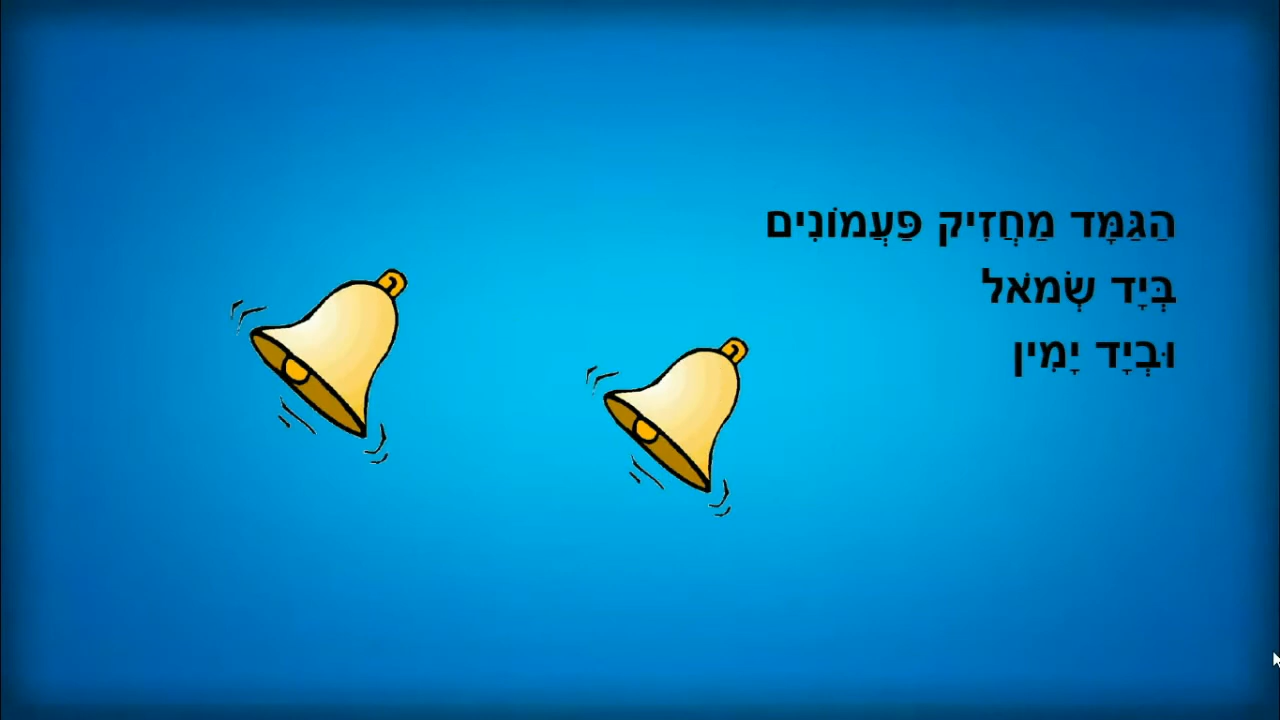 הַגַּמָּד מַחֲזִיק פַּעֲמוֹנִים
בְּיָד שְׂמֹאל
וּבְיָד יָמִין